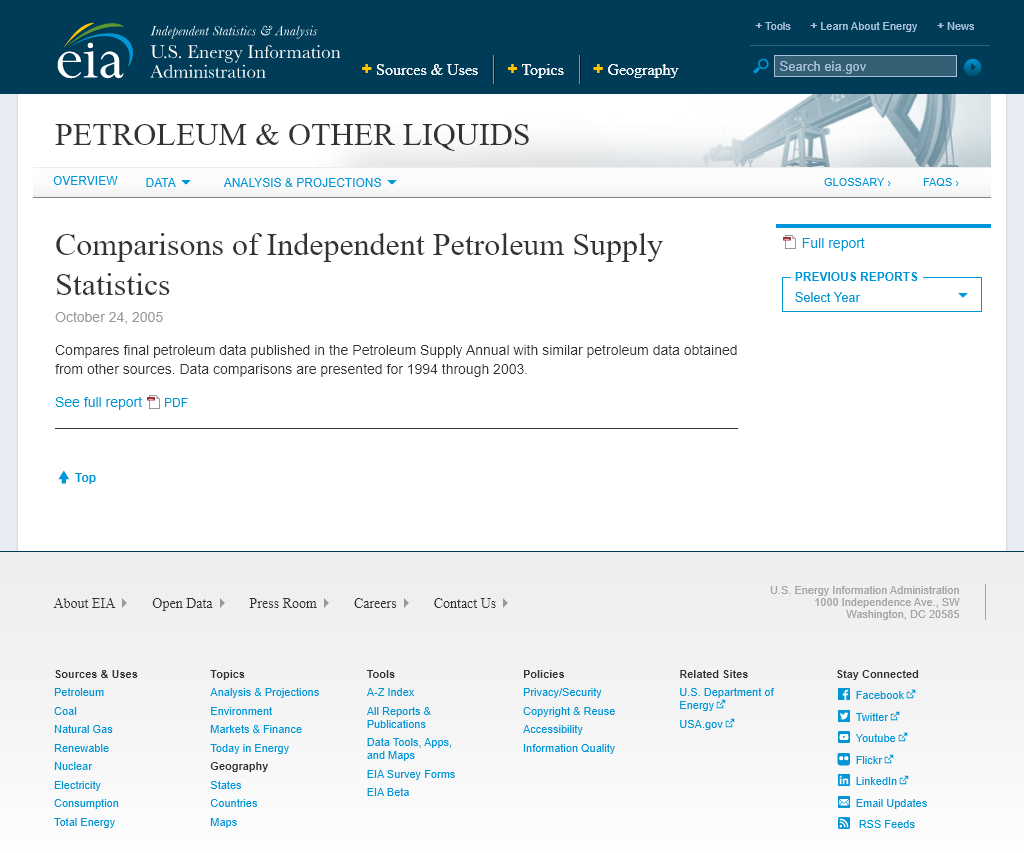 eia
Independent Statistics & Analysis
U.S. Energy Information
Administration
+ Sources & Uses
+ Topics
+ Geography
+ Tools
+ Learn About Energy
+ News
Search eia.gov
PETROLEUM & OTHER LIQUIDS
OVERVIEW
DATA
ANALYSIS & PROJECTIONS
GLOSSARY ›
FAQS ›
Comparisons of Independent Petroleum Supply
Statistics
October 24, 2005
Compares final petroleum data published in the Petroleum Supply Annual with similar petroleum data obtained
from other sources. Data comparisons are presented for 1994 through 2003.
See full report PDF
Top
Full report
PREVIOUS REPORTS
Select Year
About EIA
Open Data
Press Room
Careers
Contact Us
U.S. Energy Information Administration
1000 Independence Ave., SW
Washington, DC 20585
Sources & Uses
Petroleum
Coal
Natural Gas
Renewable
Nuclear
Electricity
Consumption
Total Energy
Topics
Analysis & Projections
Environment
Markets & Finance
Today in Energy
Geography
States
Countries
Maps
Tools
A-Z Index
All Reports &
Publications
Data Tools, Apps,
and Maps
EIA Survey Forms
EIA Beta
Policies
Privacy/Security
Copyright & Reuse
Accessibility
Information Quality
Related Sites
U.S. Department of
Energy
USA.gov
Stay Connected
Facebook
Twitter
Youtube
Flickr
LinkedIn
Email Updates
RSS Feeds